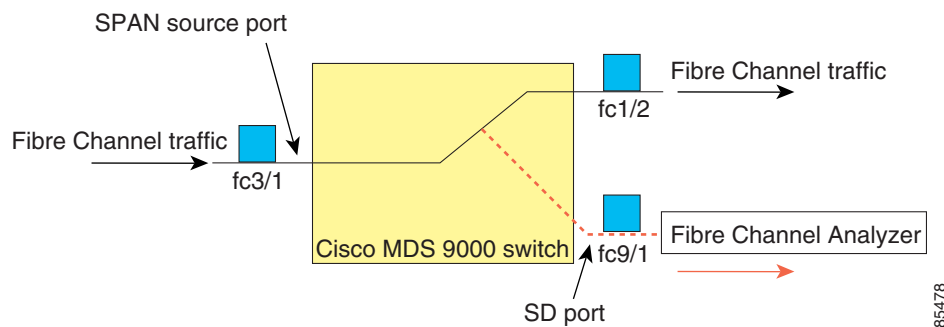 SPAN source port
Fibre Channel traffic
fc1/2
Fibre Channel traffic
fc3/1
Cisco MDS 9000 switch
fc9/1
Fibre Channel Analyzer
SD port
85478